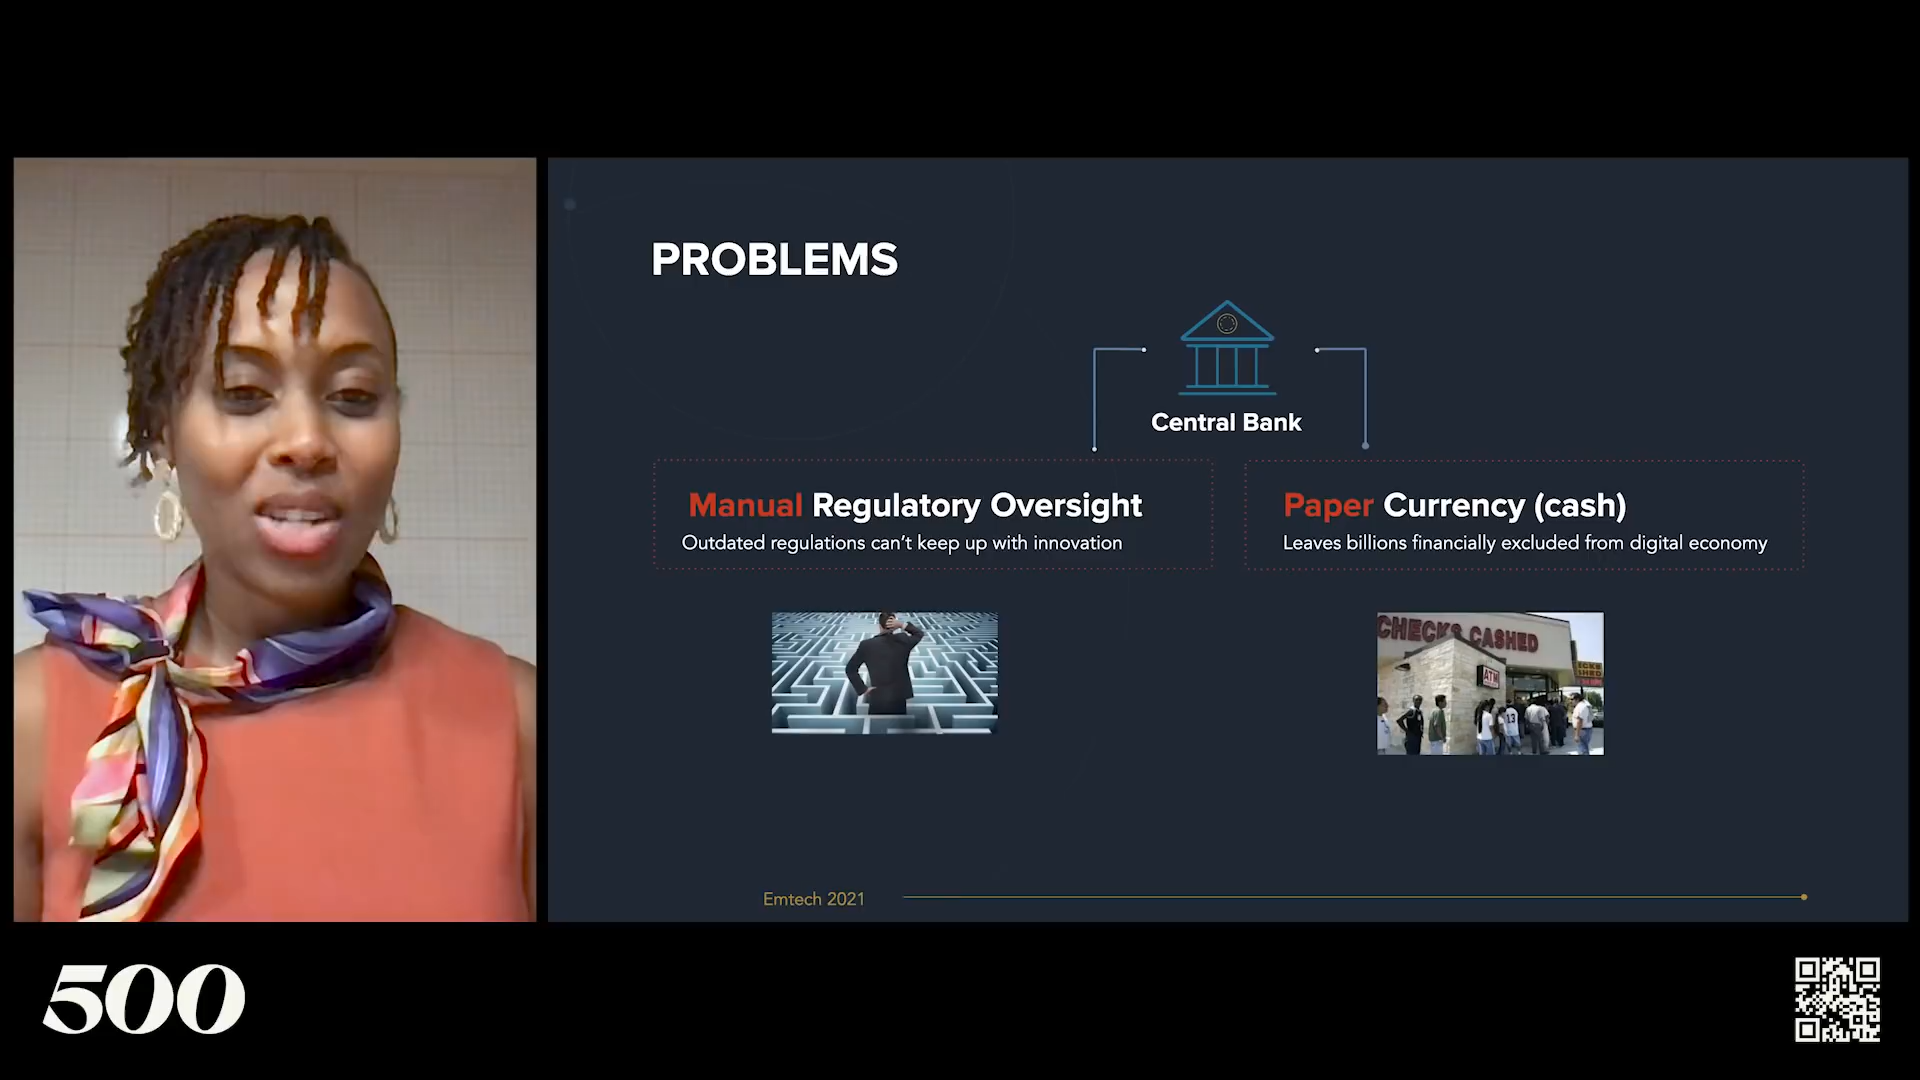 PROBLEMS
Central Bank
Manual Regulatory Oversight
Outdated regulations can't keep up with innovation
Paper Currency (cash)
Leaves billions financially excluded from digital economy
CHECKS CASHED
ATM
13
Emtech 2021
500